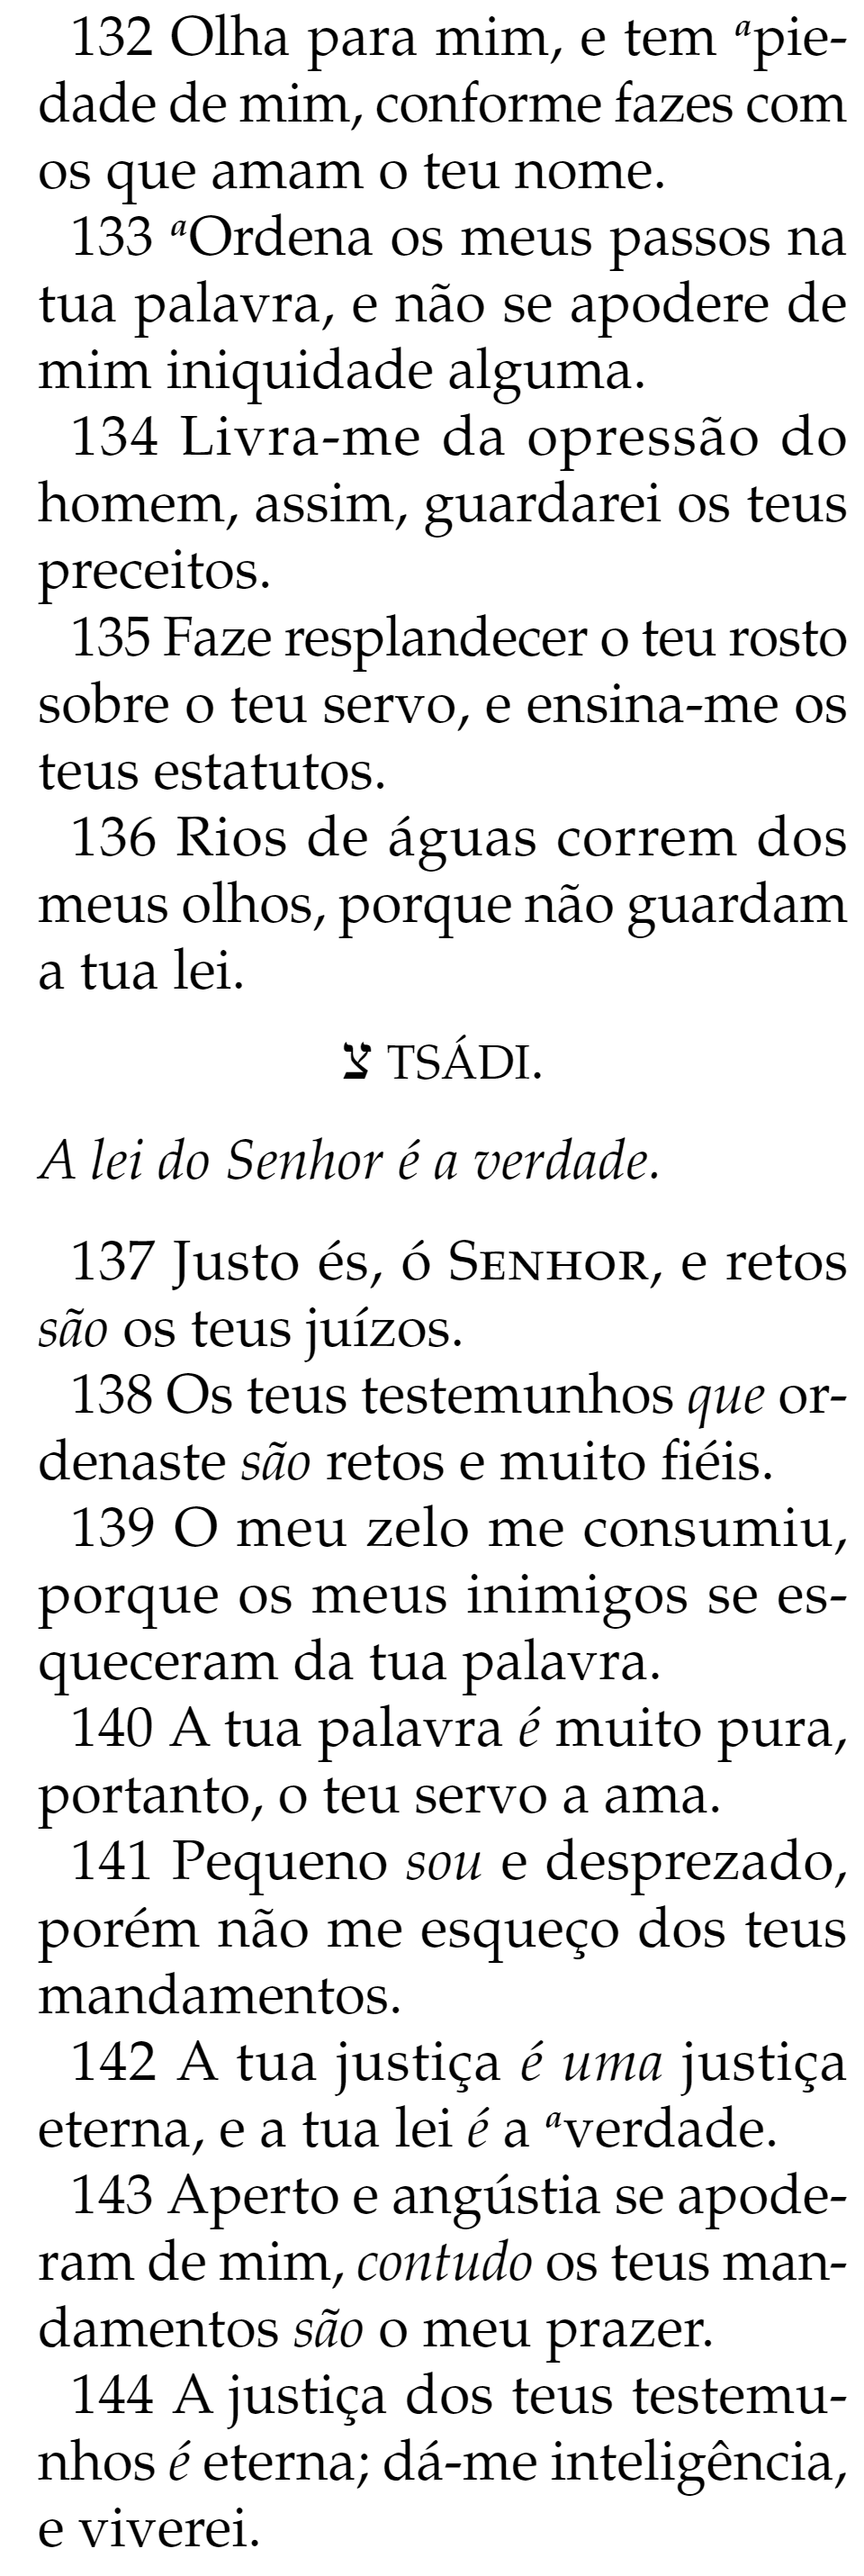 132 Olha para mim, e tem ᵃpie-
dade de mim, conforme fazes com
os que amam o teu nome.
133 ᵃOrdena os meus passos na
tua palavra, e não se apodere de
mim iniquidade alguma.
134 Livra-me da opressão do
homem, assim, guardarei os teus
preceitos.
135 Faze resplandecer o teu rosto
sobre o teu servo, e ensina-me os
teus estatutos.
136 Rios de águas correm dos
meus olhos, porque não guardam
a tua lei.
צ TSÁDI.
A lei do Senhor é a verdade.
137 Justo és, ó SENHOR, e retos
são os teus juízos.
138 Os teus testemunhos que or-
denaste são retos e muito fiéis.
139 O meu zelo me consumiu,
porque os meus inimigos se es-
queceram da tua palavra.
140 A tua palavra é muito pura,
portanto, o teu servo a ama.
141 Pequeno sou e desprezado,
porém não me esqueço dos teus
mandamentos.
142 A tua justiça é uma justiça
eterna, e a tua lei é a ᵃverdade.
143 Aperto e angústia se apode-
ram de mim, contudo os teus man-
damentos são o meu prazer.
144 A justiça dos teus testemu-
nhos é eterna; dá-me inteligência,
e viverei.